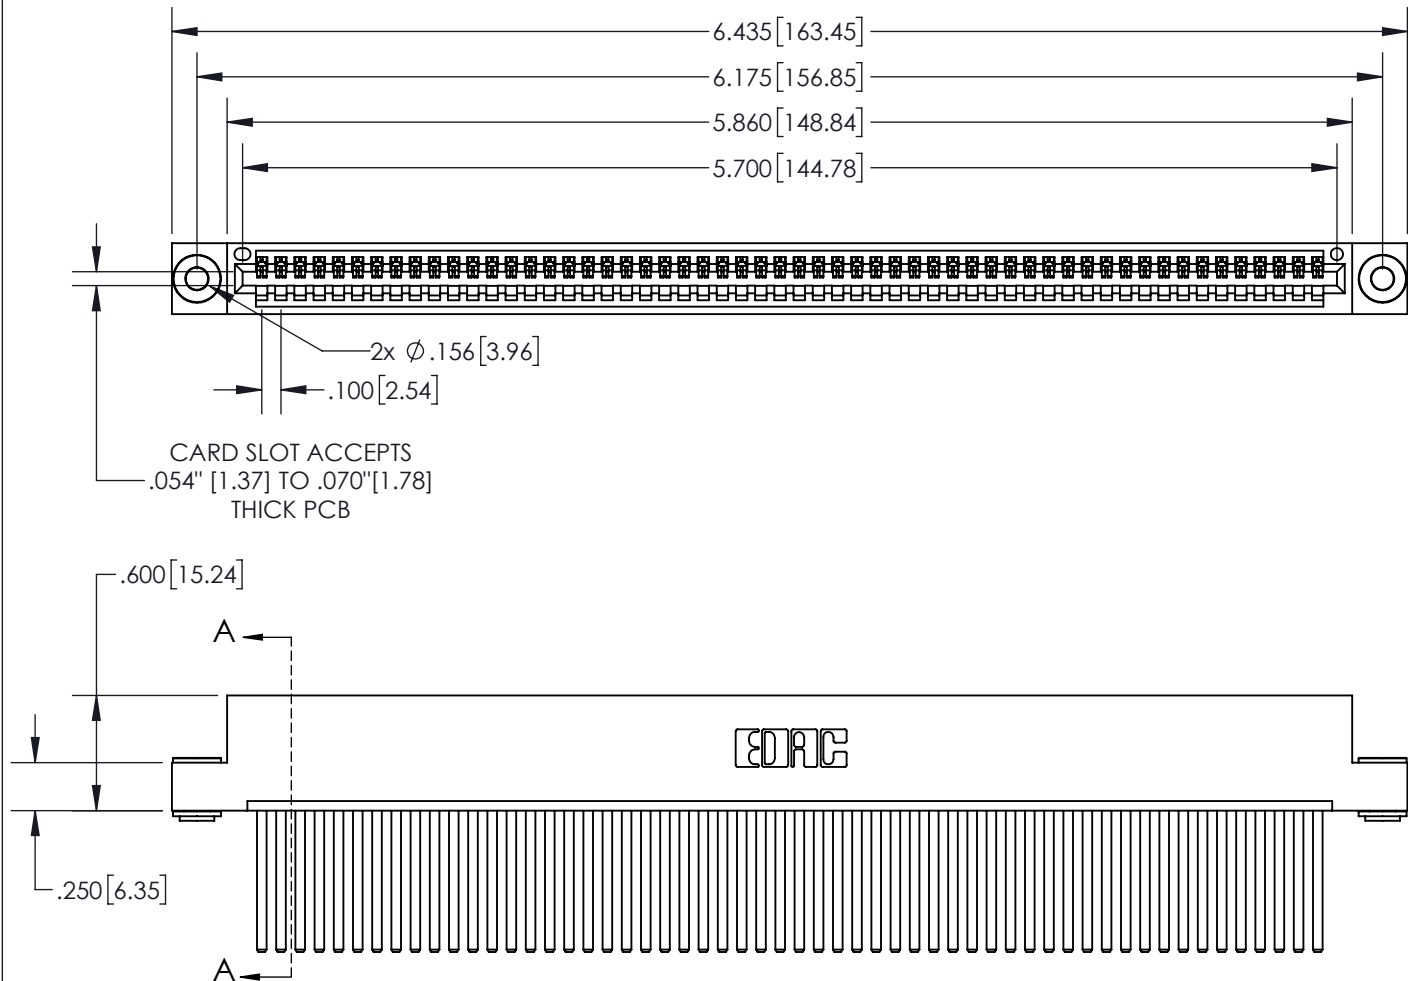 6.435[163.45]
6.175[156.85]
5.860[148.84]
5.700[144.78]
2x Ø.156[3.96]
.100[2.54]
CARD SLOT ACCEPTS
.054" [1.37] TO .070"[1.78]
THICK PCB
.600[15.24]
A
EDAC
.250[6.35]
A